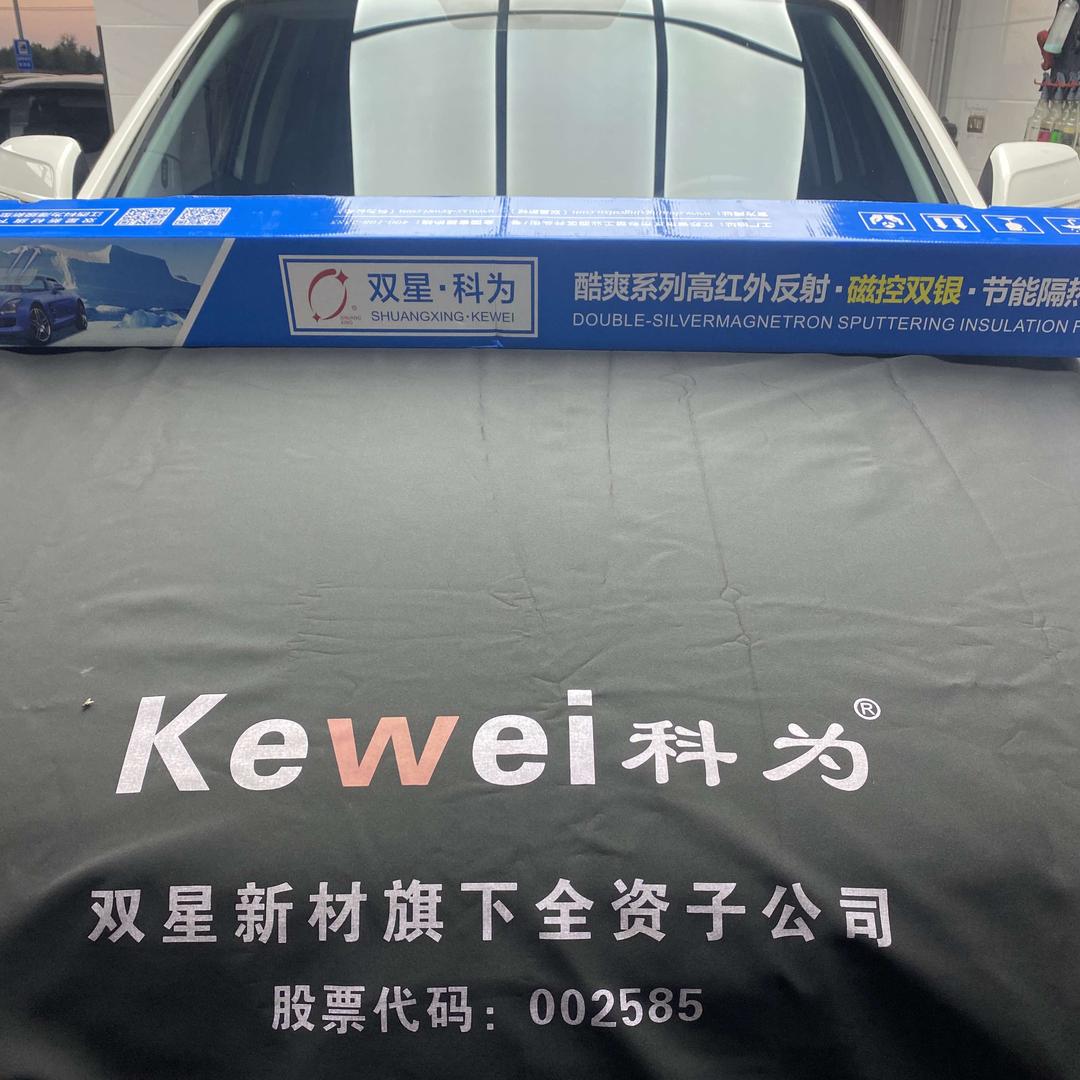 双星·科为
SHUANGXING·KEWEI
SHUANG XING
酷爽系列高红外反射·磁控双银·节能隔热
DOUBLE-SILVERMAGNETRON SPUTTERING INSULATION F
Kewei科为®
双星新材旗下全资子公司
股票代码：002585